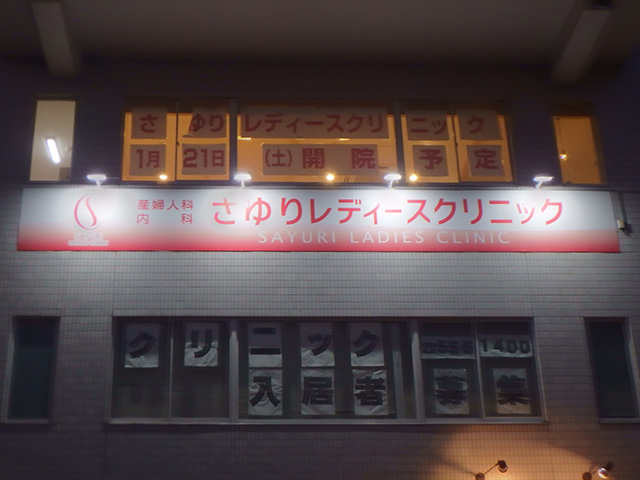 さゆりレディースクリニック
1月21日(土)開院予定
産婦人科
内科
さゆりレディースクリニック
SAYURI LADIES CLINIC
クリニック
1400
入居者募集